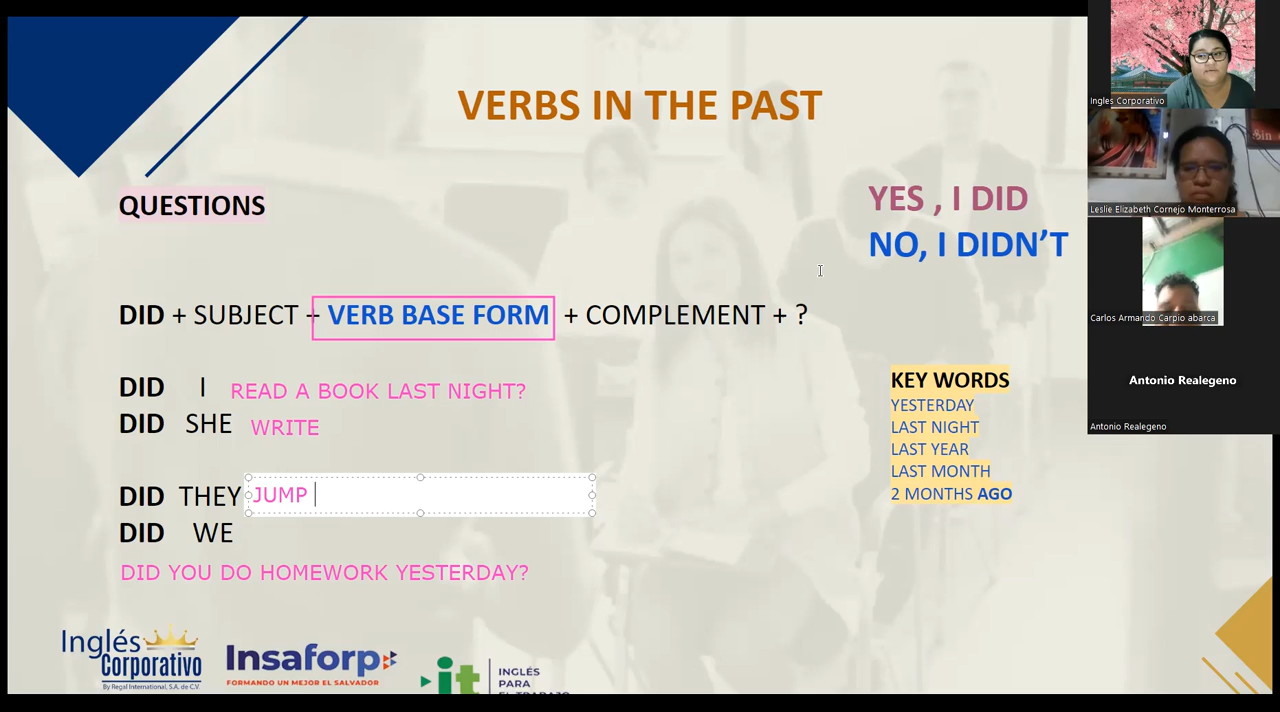 VERBS IN THE PAST
QUESTIONS
YES , I DID
NO, I DIDN'T
DID + SUBJECT + VERB BASE FORM + COMPLEMENT + ?
DID I READ A BOOK LAST NIGHT?
DID SHE WRITE
DID THEY JUMP
DID WE
DID YOU DO HOMEWORK YESTERDAY?
KEY WORDS
YESTERDAY
LAST NIGHT
LAST YEAR
LAST MONTH
2 MONTHS AGO
Inglés
Corporativo
By Regal International, S.A. de C.V.
Insaforp
FORMANDO UN MEJOR EL SALVADOR
it
INGLÉS
PARA
EL TRABAJO
Ingles Corporativo
Leslie Elizabeth Cornejo Monterrosa
Carlos Armando Carpio abarca
Antonio Realegeno
Antonio Realegeno